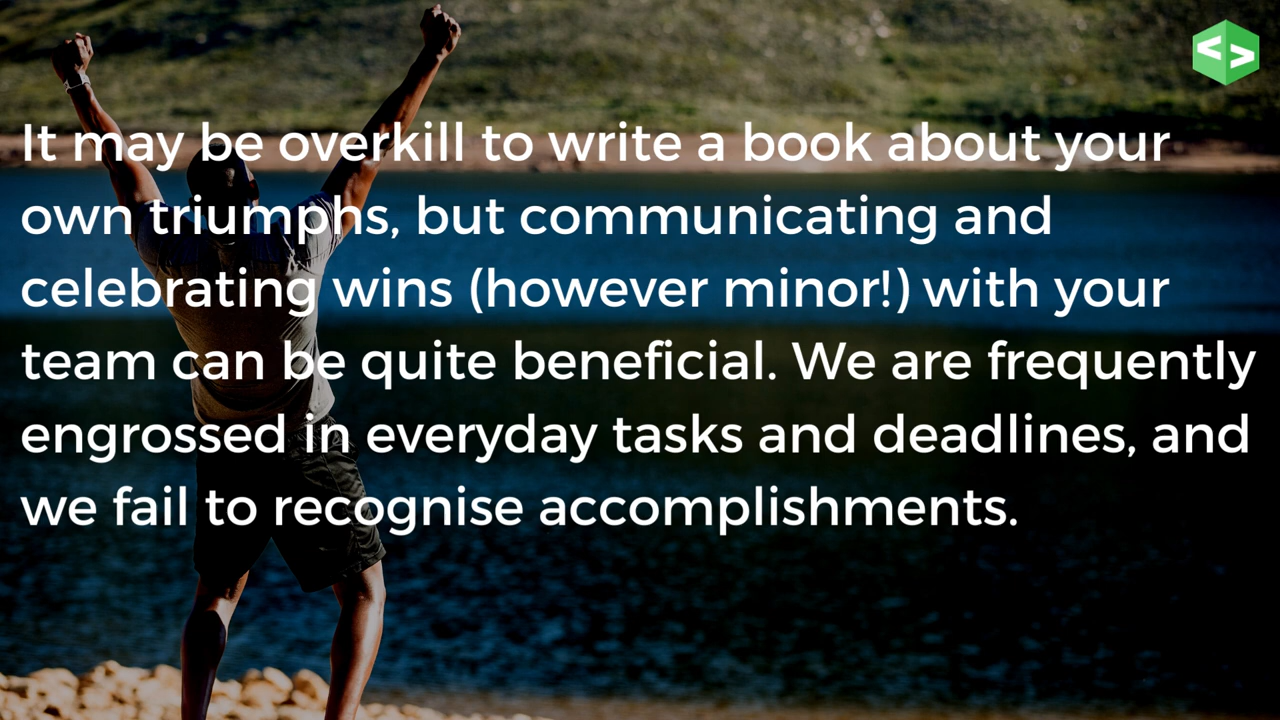 It may be overkill to write a book about your
own triumphs, but communicating and
celebrating wins (however minor!) with your
team can be quite beneficial. We are frequently
engrossed in everyday tasks and deadlines, and
we fail to recognise accomplishments.